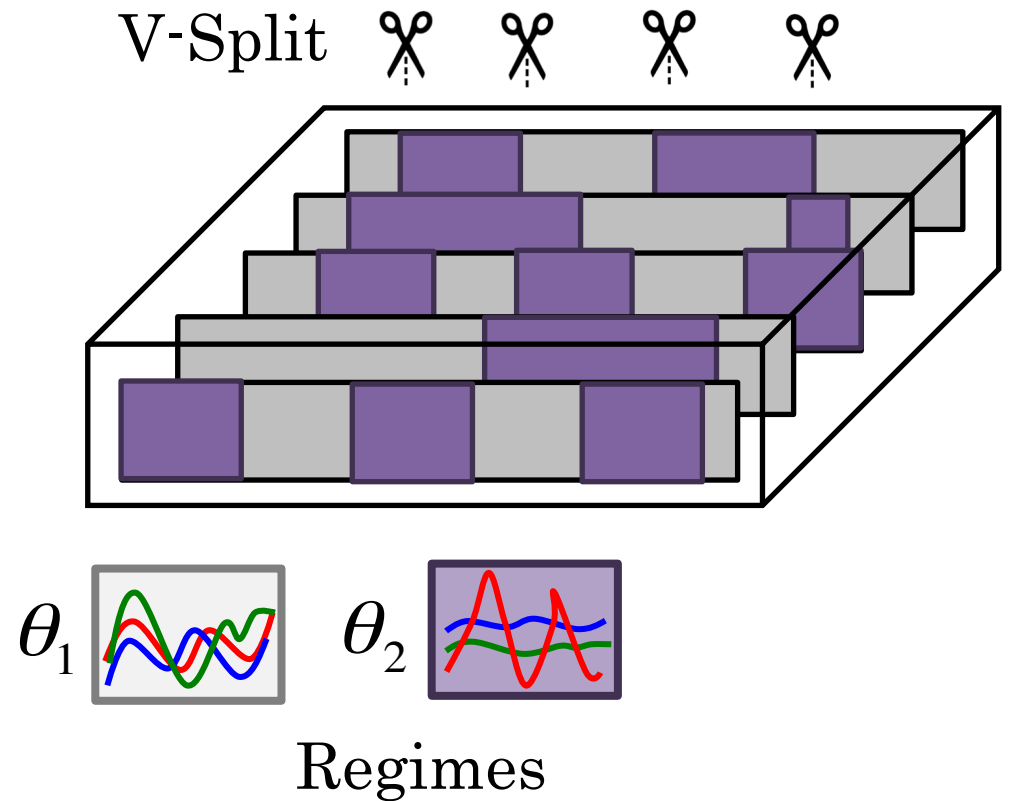 V-Split
θ₁ θ₂
Regimes